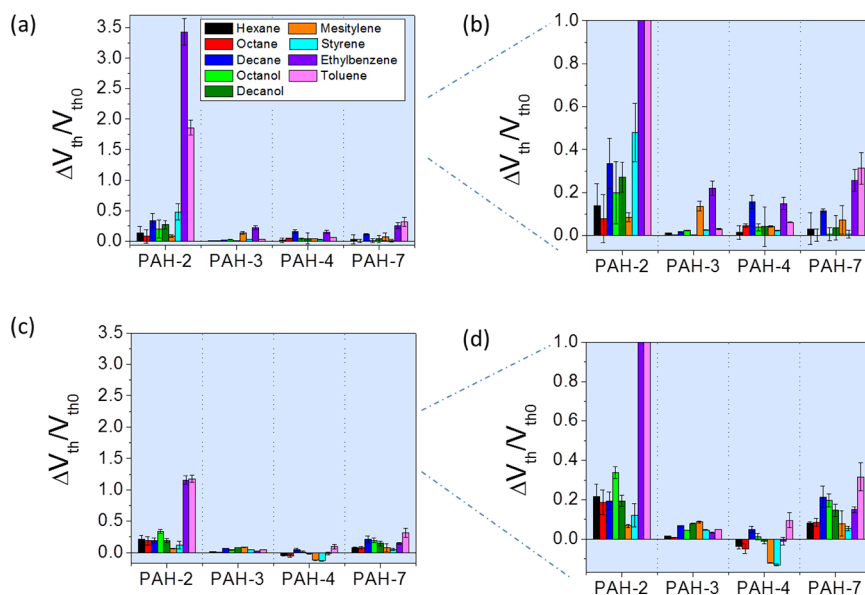 (a)
3.5
3.0
2.5
2.0
1.5
1.0
0.5
0.0
ΔVth/Vth0
Hexane
Octane
Decane
Octanol
Decanol
Mesitylene
Styrene
Ethylbenzene
Toluene
PAH-2 PAH-3 PAH-4 PAH-7
(b)
1.0
0.8
0.6
0.4
0.2
0.0
ΔVth/Vth0
PAH-2 PAH-3 PAH-4 PAH-7
(c)
3.5
3.0
2.5
2.0
1.5
1.0
0.5
0.0
ΔVth/Vth0
PAH-2 PAH-3 PAH-4 PAH-7
(d)
1.0
0.8
0.6
0.4
0.2
0.0
ΔVth/Vth0
PAH-2 PAH-3 PAH-4 PAH-7